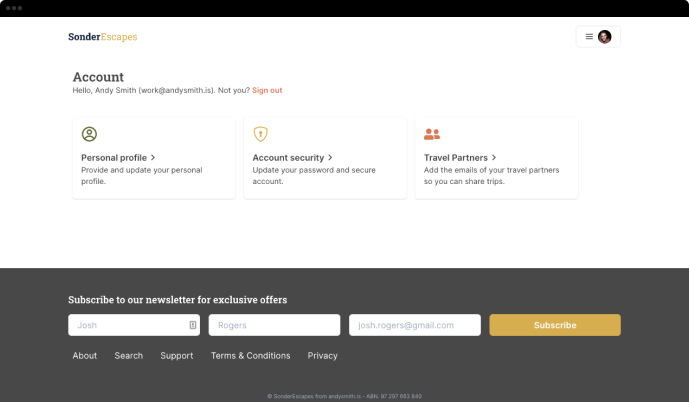 SonderEscapes
Account
Hello, Andy Smith (work@andysmith.is). Not you? Sign out
Personal profile
Provide and update your personal
profile.
Account security
Update your password and secure
account.
Travel Partners
Add the emails of your travel partners
so you can share trips.
Subscribe to our newsletter for exclusive offers
Josh
Rogers
josh.rogers@gmail.com
Subscribe
About
Search
Support
Terms & Conditions
Privacy
© SonderEscapes from andysmith.is - ABN: 97 297 693 840